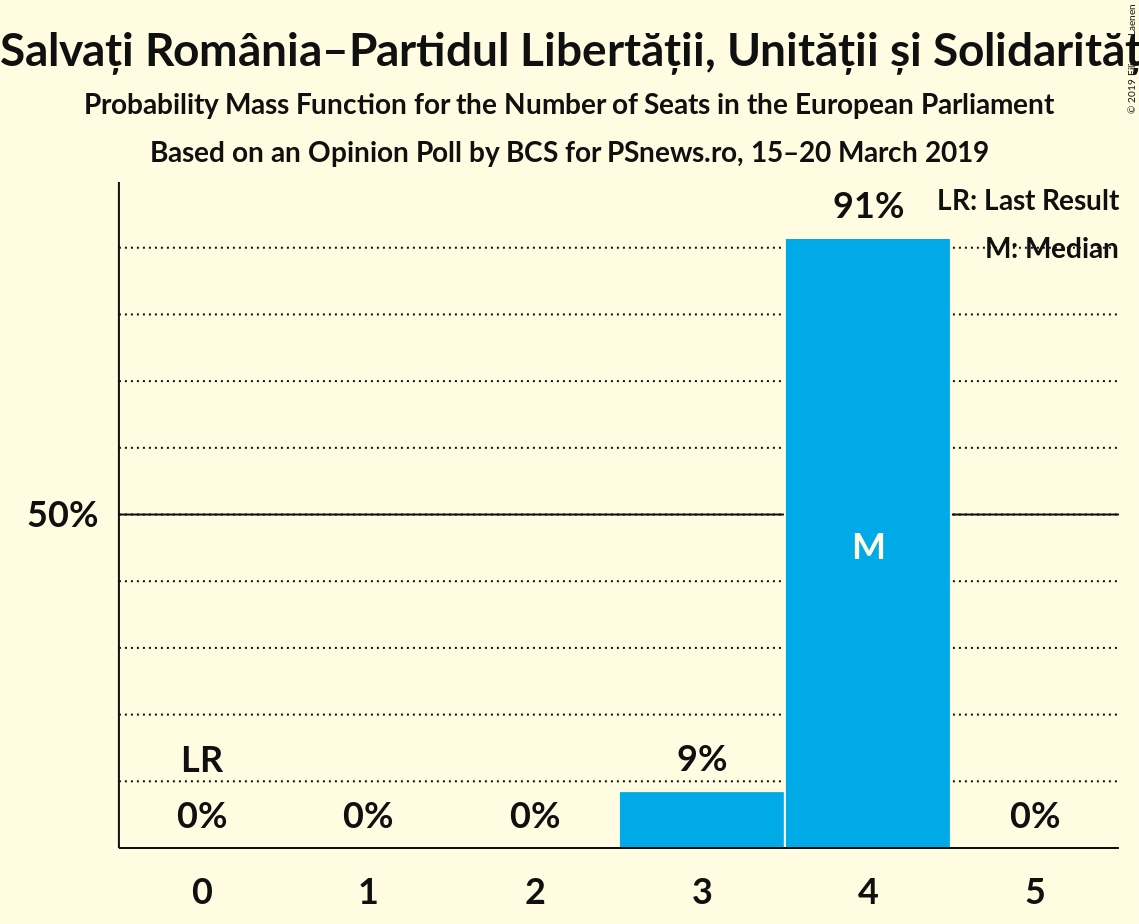 Salvați România–Partidul Libertății, Unității și Solidarităț
Probability Mass Function for the Number of Seats in the European Parliament
Based on an Opinion Poll by BCS for PSnews.ro, 15–20 March 2019
© 2019 Laenen
91%
LR: Last Result
M: Median
50%
M
LR
9%
0% 0% 0% 0%
0 1 2 3 4 5